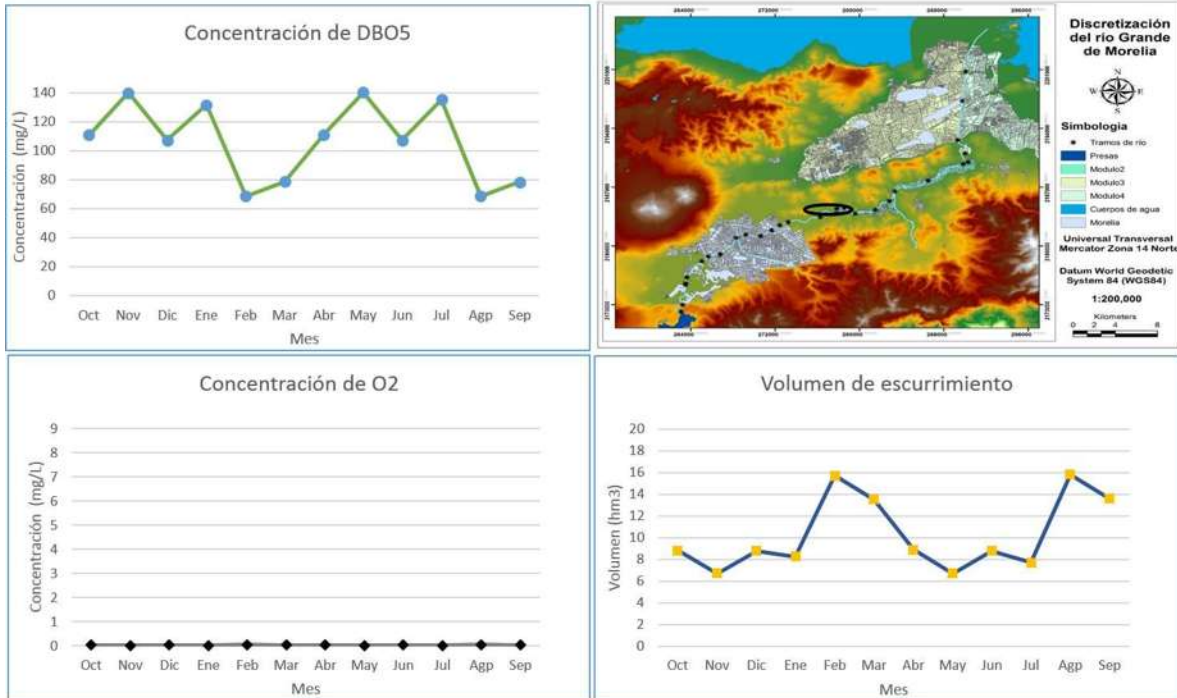 Concentración de DBO5
Concentración (mg/L)
140
120
100
80
60
40
20
0
Oct Nov Dic Ene Feb Mar Abr May Jun Jul Agp Sep
Mes
264000 272000 280000 288000 296000
Discretización
del río Grande
de Morelia
N
W E
S
Simbologia
Tramos de río
Presas
Modulo2
Modulo3
Modulo4
Cuerpos de agua
Morelia
Universal Transversal
Mercator Zona 14 Norte
Datum World Geodetic
System 84 (WGS84)
1:200,000
Kilometers
0 2 4 8
Concentración de O2
Concentración (mg/L)
9
8
7
6
5
4
3
2
1
0
Oct Nov Dic Ene Feb Mar Abr May Jun Jul Agp Sep
Mes
Volumen de escurrimiento
Volumen (hm3)
20
18
16
14
12
10
8
6
4
2
0
Oct Nov Dic Ene Feb Mar Abr May Jun Jul Agp Sep
Mes